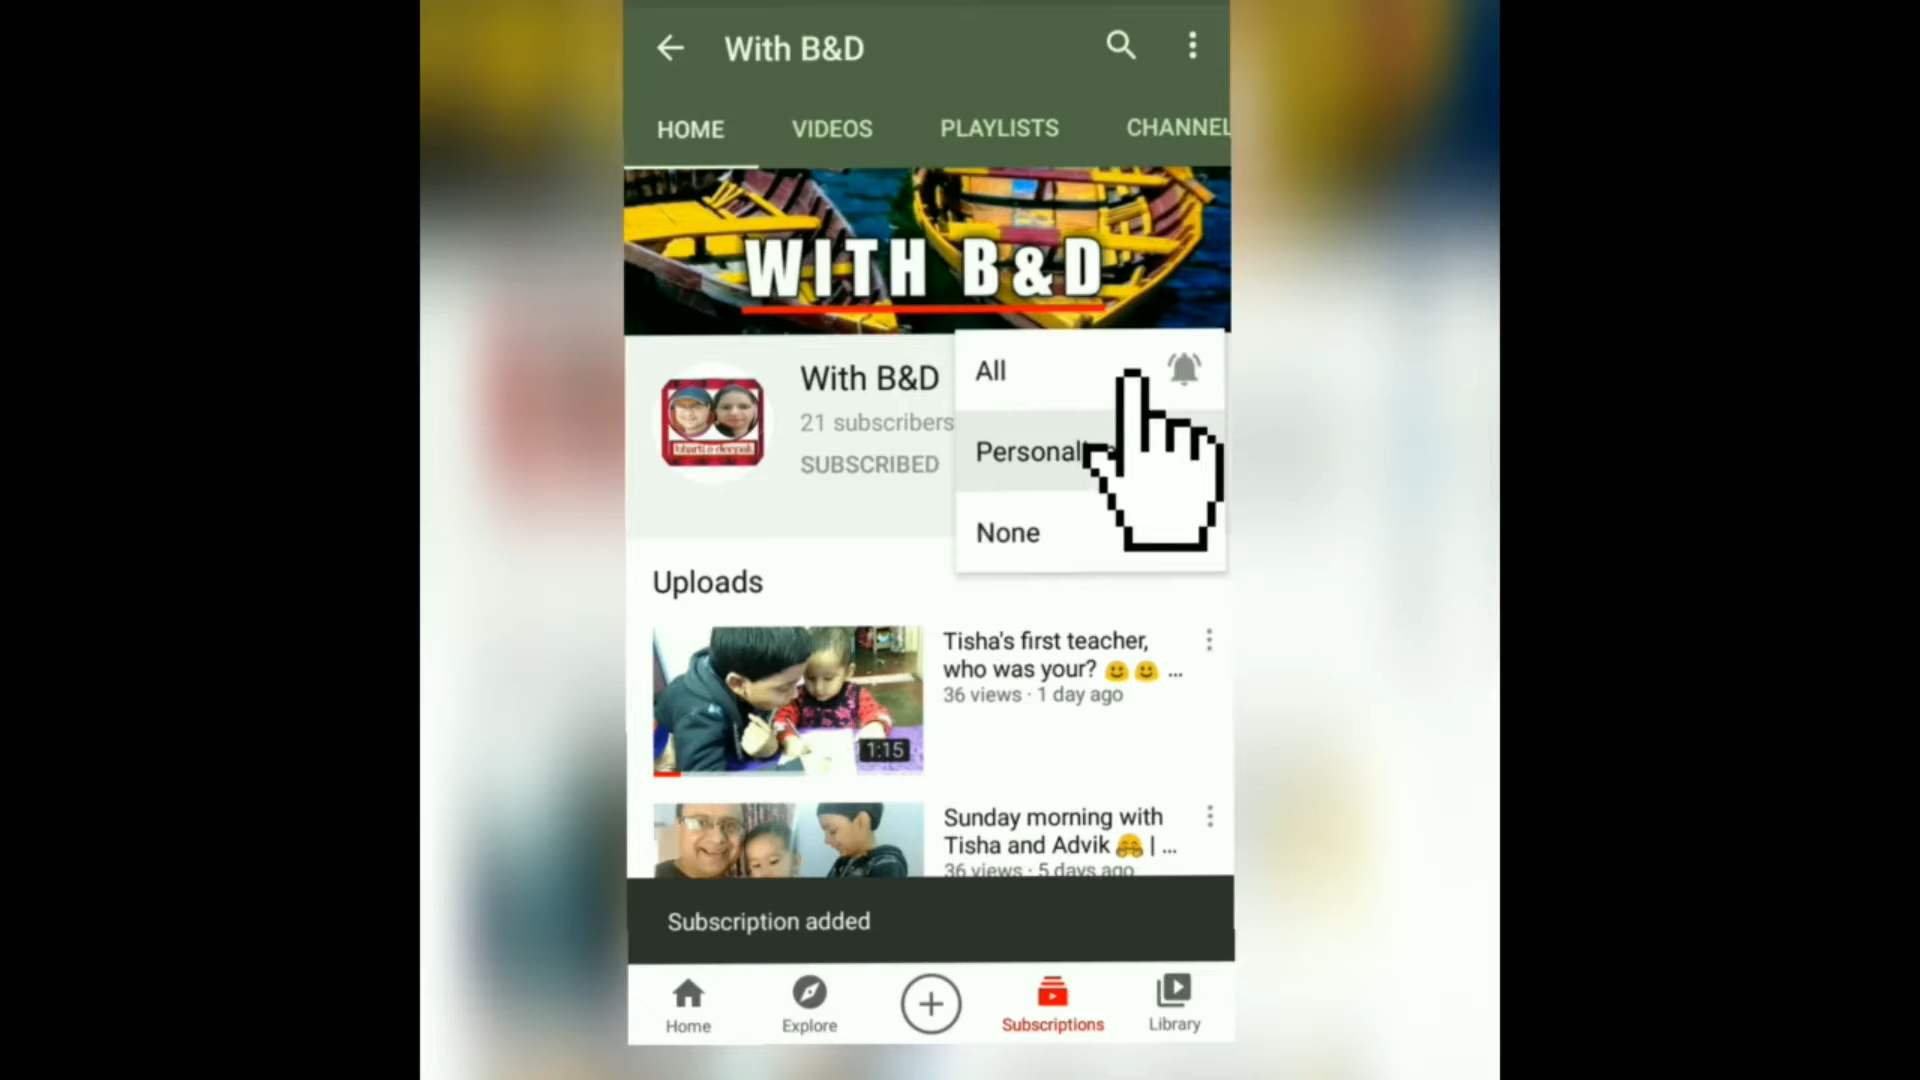 With B&D
HOME VIDEOS PLAYLISTS CHANNEL
WITH B&D
With B&D
21 subscribers
SUBSCRIBED
All
None
Uploads
Tisha's first teacher,
who was your? 🤗 🤗 ...
36 views · 1 day ago
1:15
Sunday morning with
Tisha and Advik 🤗 | ...
36 views · 5 days ago
Subscription added
Home Explore Subscriptions Library